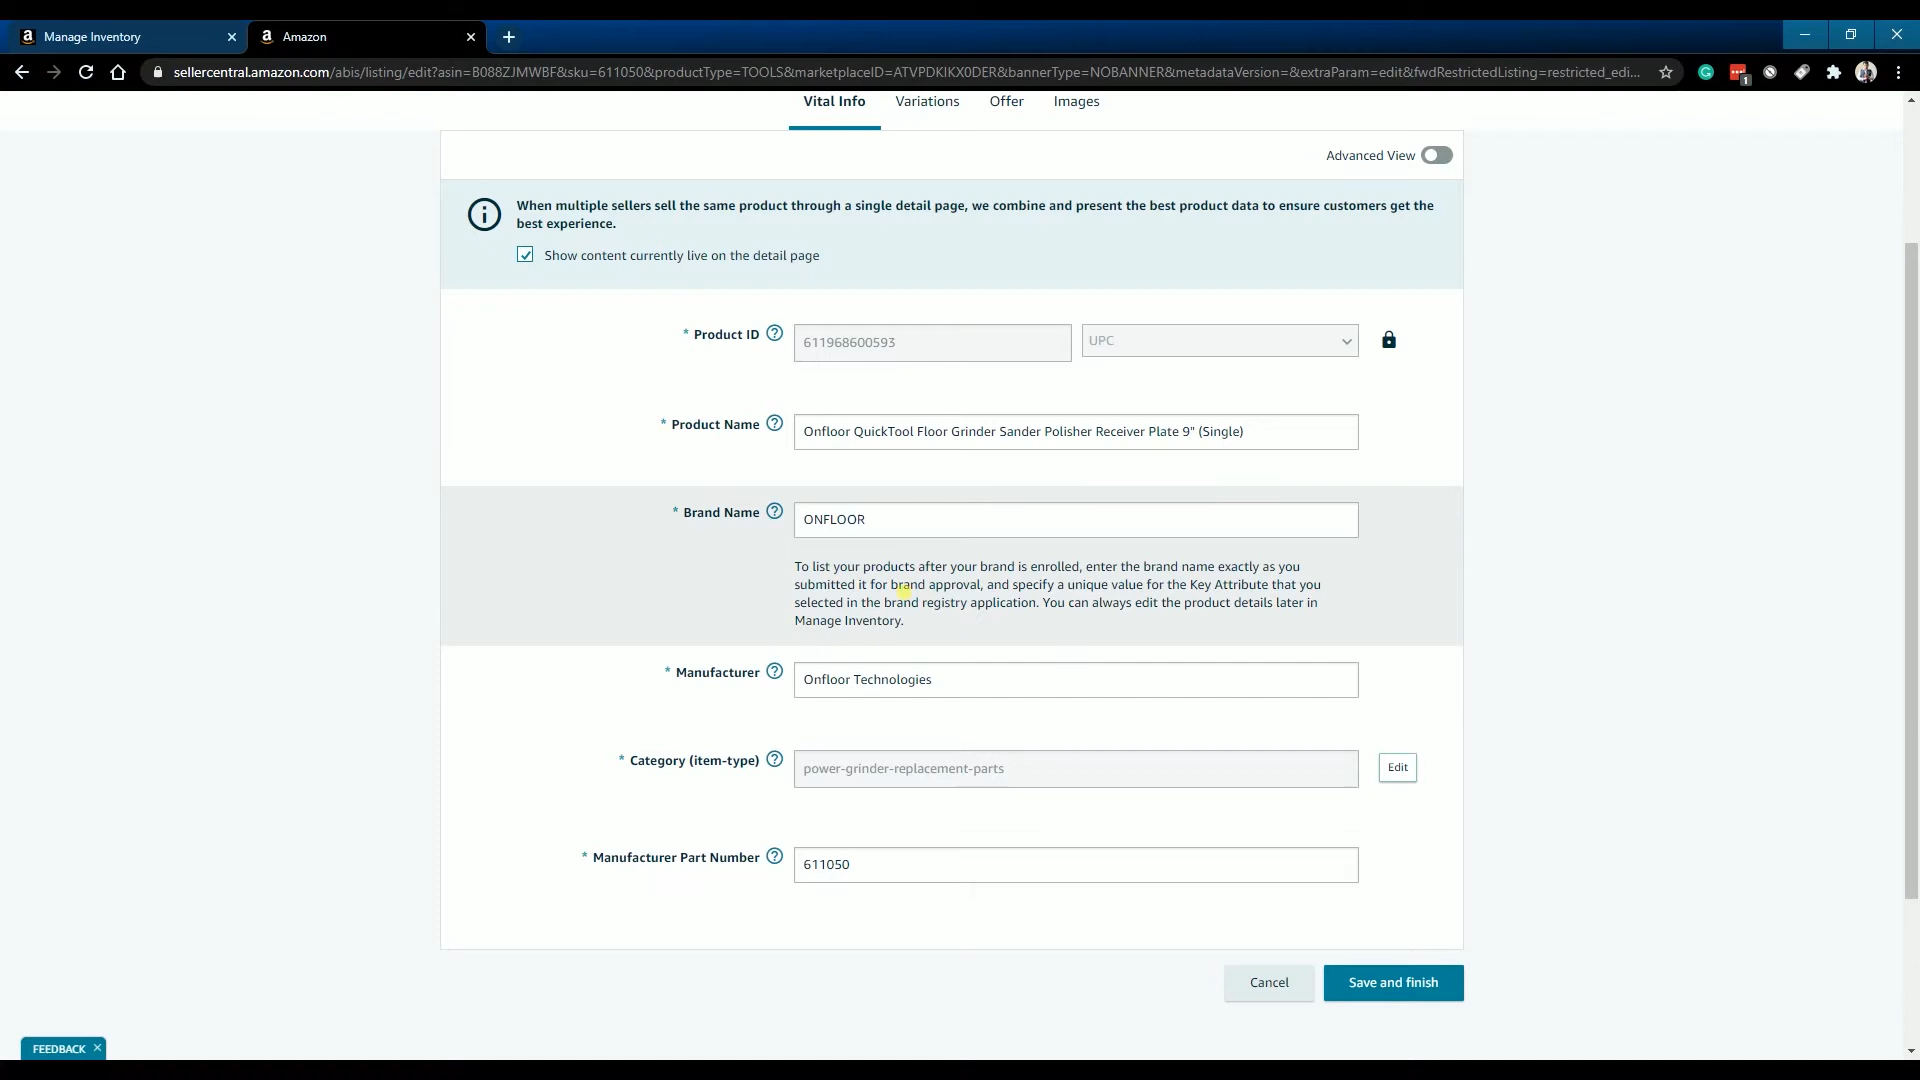 Manage Inventory
Amazon
sellercentral.amazon.com/abis/listing/edit?asin=B088ZJMWBF&sku=611050&productType=TOOLS&marketplaceID=ATVPDKIKX0DER&bannerType=NOBANNER&metadataVersion=&extraParam=edit&fwdRestrictedListing=restricted_edi...
1
Vital Info
Variations
Offer
Images
Advanced View
When multiple sellers sell the same product through a single detail page, we combine and present the best product data to ensure customers get the
best experience.
Show content currently live on the detail page
* Product ID
611968600593
UPC
* Product Name
Onfloor QuickTool Floor Grinder Sander Polisher Receiver Plate 9" (Single)
* Brand Name
ONFLOOR
To list your products after your brand is enrolled, enter the brand name exactly as you
submitted it for brand approval, and specify a unique value for the Key Attribute that you
selected in the brand registry application. You can always edit the product details later in
Manage Inventory.
* Manufacturer
Onfloor Technologies
* Category (item-type)
power-grinder-replacement-parts
Edit
* Manufacturer Part Number
611050
Cancel
Save and finish
FEEDBACK